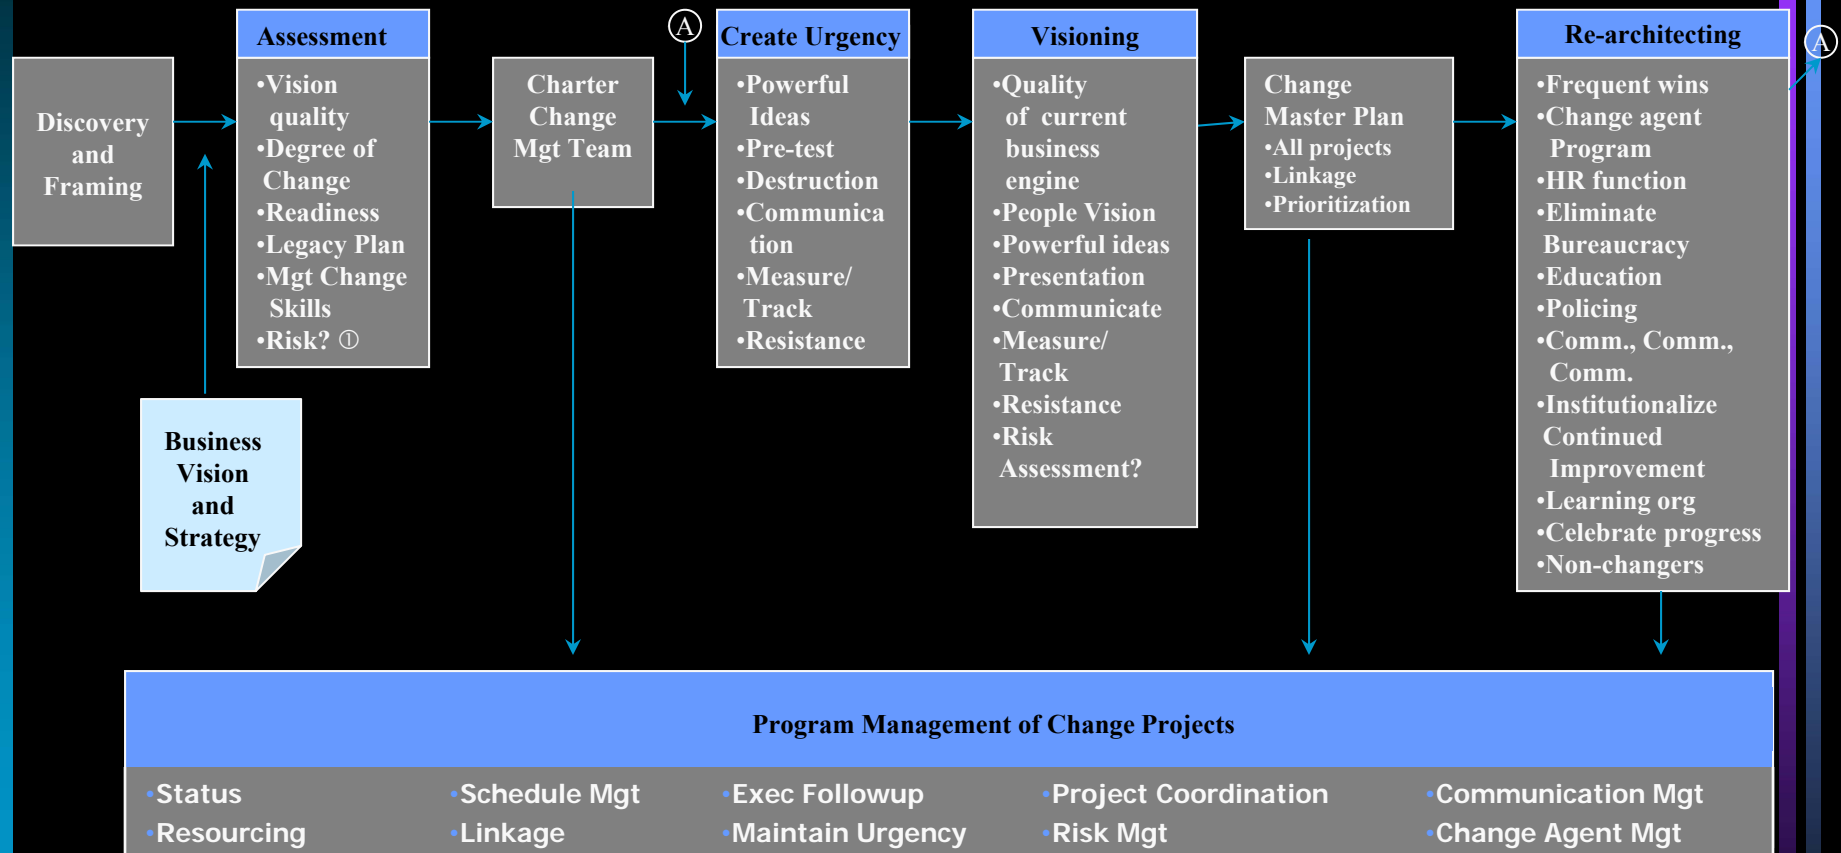 Discovery
and
Framing
Business
Vision
and
Strategy
Assessment
•Vision
quality
•Degree of
Change
•Readiness
•Legacy Plan
•Mgt Change
Skills
•Risk? ①
Charter
Change
Mgt Team
Ⓐ
Create Urgency
•Powerful
Ideas
•Pre-test
•Destruction
•Communica
tion
•Measure/
Track
•Resistance
Visioning
•Quality
of current
business
engine
•People Vision
•Powerful ideas
•Presentation
•Communicate
•Measure/
Track
•Resistance
•Risk
Assessment?
Change
Master Plan
•All projects
•Linkage
•Prioritization
Re-architecting
•Frequent wins
•Change agent
Program
•HR function
•Eliminate
Bureaucracy
•Education
•Policing
•Comm., Comm.,
Comm.
•Institutionalize
Continued
Improvement
•Learning org
•Celebrate progress
•Non-changers
Ⓐ
Program Management of Change Projects
•Status
•Resourcing
•Schedule Mgt
•Linkage
•Exec Followup
•Maintain Urgency
•Project Coordination
•Risk Mgt
•Communication Mgt
•Change Agent Mgt